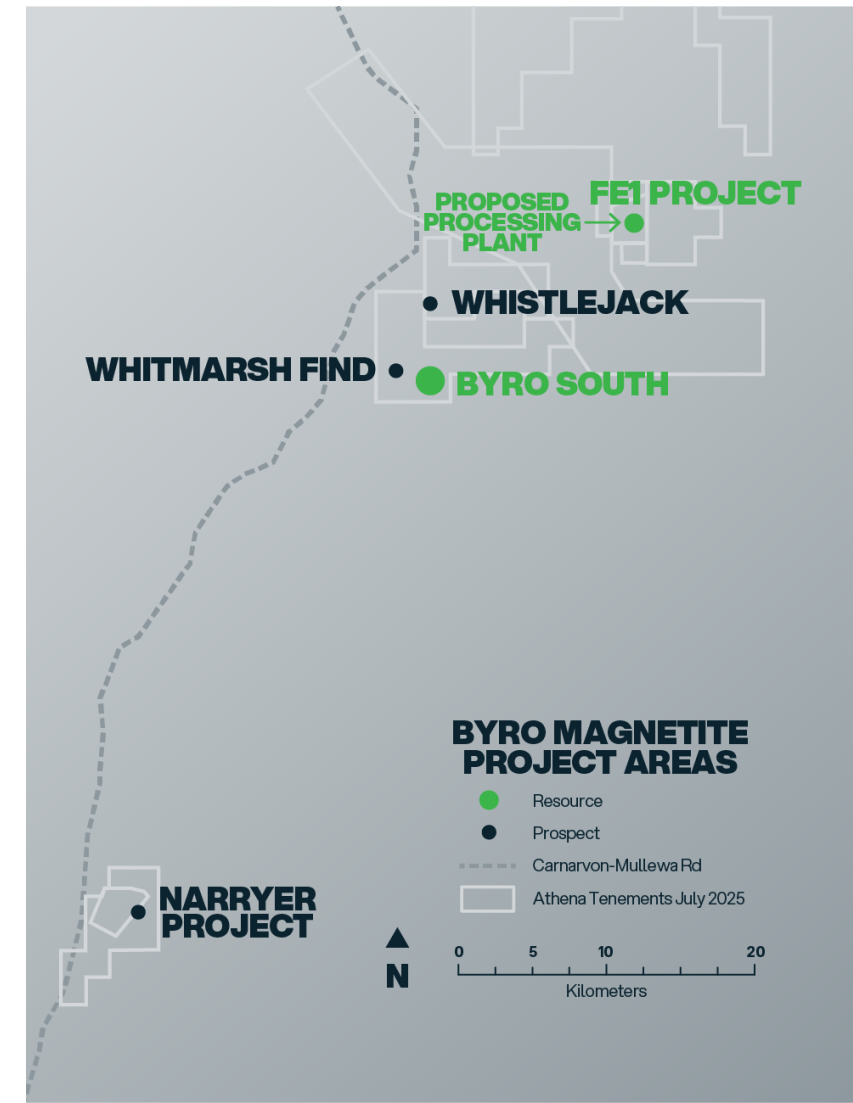 FE1 PROJECT
PROPOSED
PROCESSING
PLANT
WHISTLEJACK
WHITMARSH FIND
BYRO SOUTH
BYRO MAGNETITE
PROJECT AREAS
Resource
Prospect
Carnarvon-Mullewa Rd
Athena Tenements July 2025
NARRYER
PROJECT
N
0 5 10 20
Kilometers